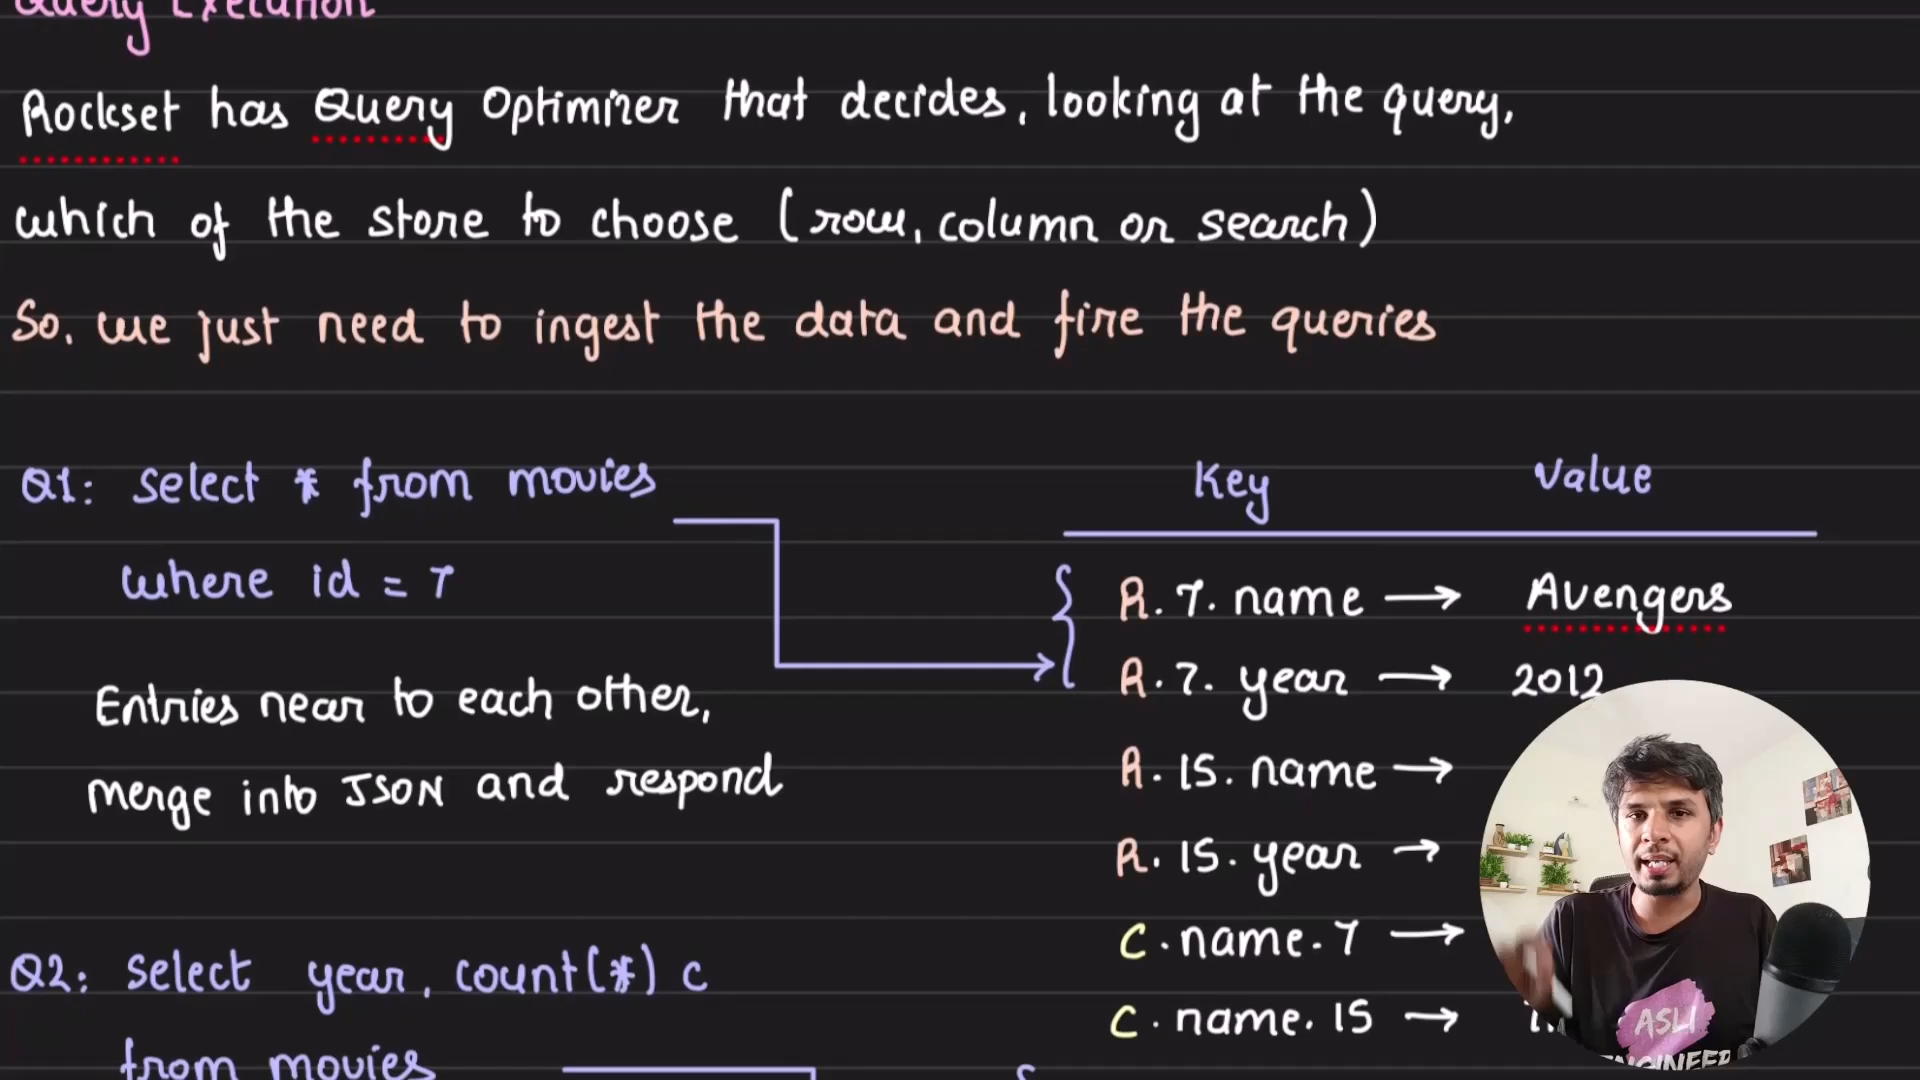 Query Execution
Rockset has Query Optimizer that decides, looking at the query,
which of the store to choose (row, column or search)
So, we just need to ingest the data and fire the queries
Q1: select * from movies
where id = 7
Entries near to each other,
merge into JSON and respond
Key Value
R. 7. name → Avengers
R. 7. year → 2012
R. 15. name →
R. 15. year →
C. name. 7 →
C. name. 15 →
Q2: select year, count(*) c
from movies
ASLI
ENGINEER